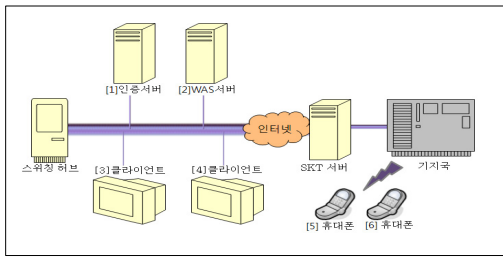 [1]인증서버
[2]WAS서버
인터넷
스위칭 허브
[3]클라이언트
[4]클라이언트
SKT 서버
기지국
[5] 휴대폰
[6] 휴대폰